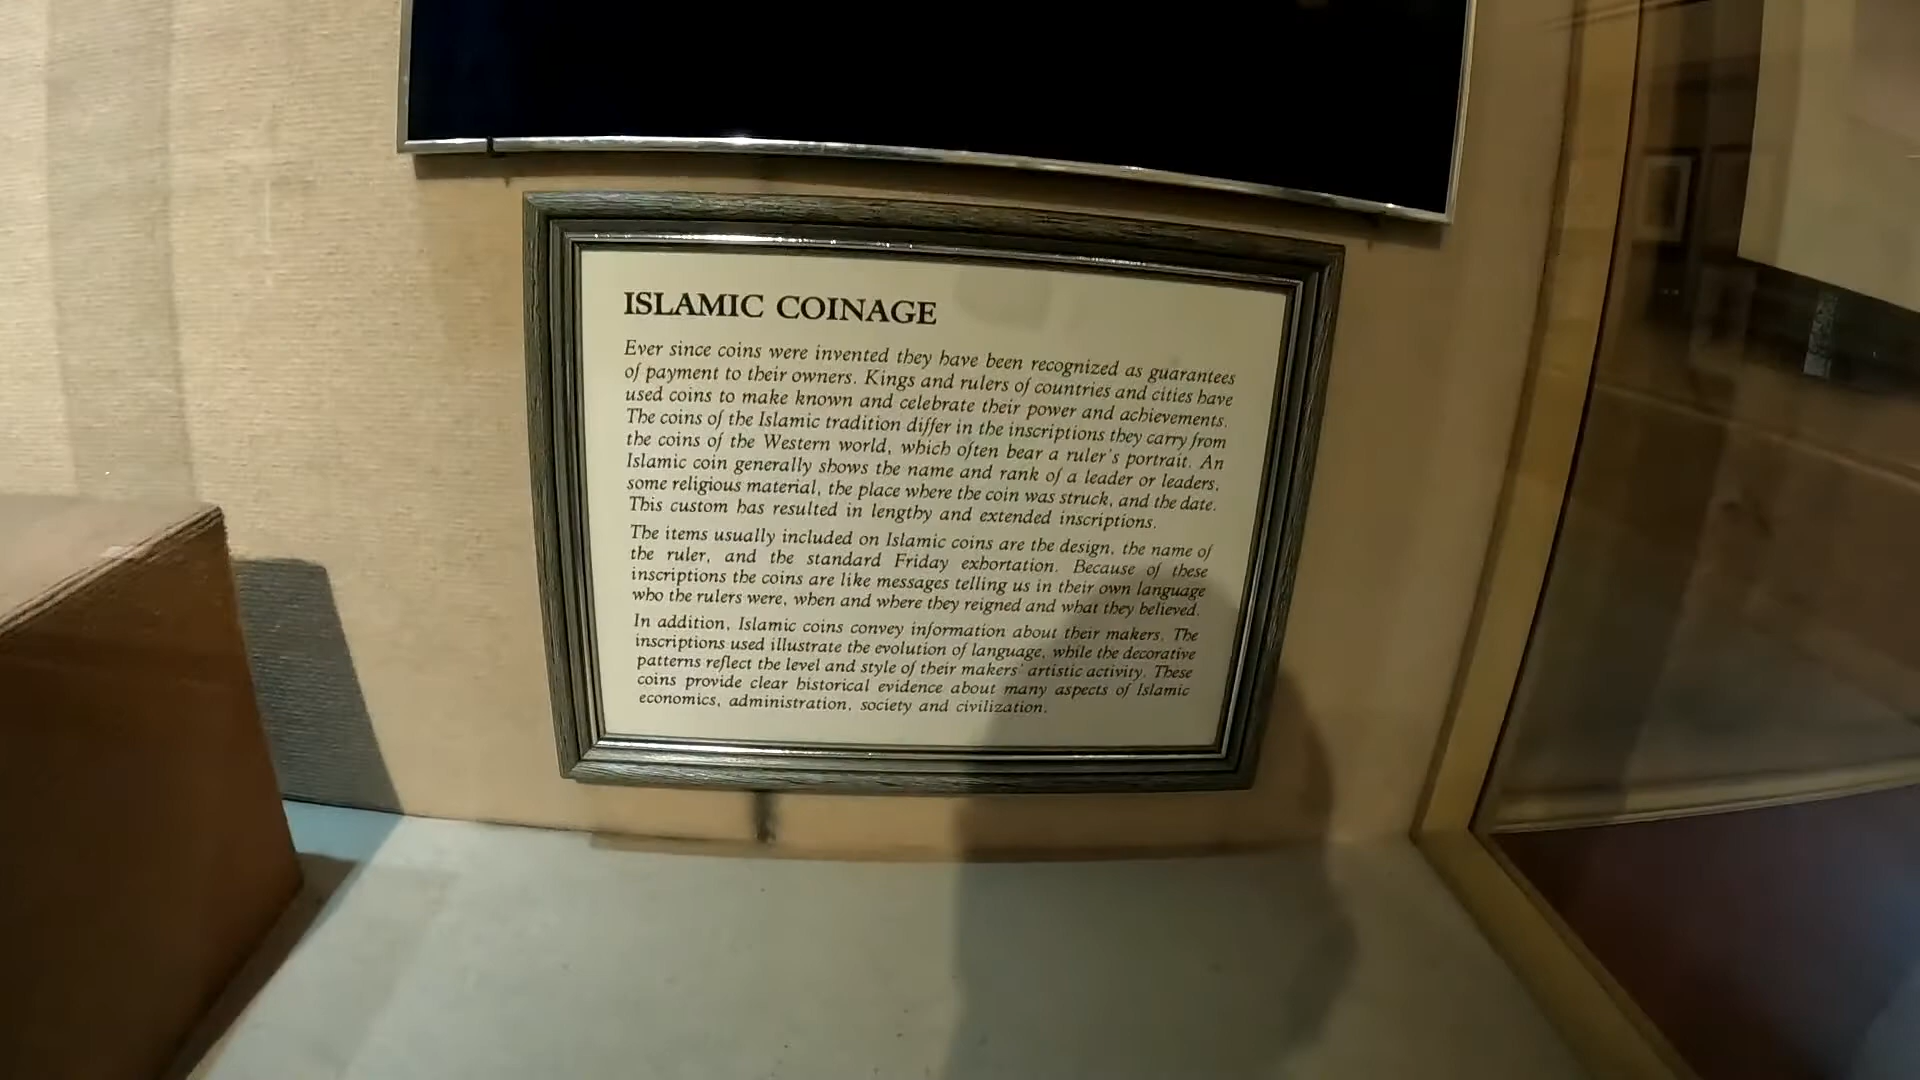 ISLAMIC COINAGE
Ever since coins were invented they have been recognized as guarantees
of payment to their owners. Kings and rulers of countries and cities have
used coins to make known and celebrate their power and achievements.
The coins of the Islamic tradition differ in the inscriptions they carry from
the coins of the Western world, which often bear a ruler's portrait. An
Islamic coin generally shows the name and rank of a leader or leaders,
some religious material, the place where the coin was struck, and the date.
This custom has resulted in lengthy and extended inscriptions.
The items usually included on Islamic coins are the design, the name of
the ruler, and the standard Friday exhortation. Because of these
inscriptions the coins are like messages telling us in their own language
who the rulers were, when and where they reigned and what they believed.
In addition, Islamic coins convey information about their makers. The
inscriptions used illustrate the evolution of language, while the decorative
patterns reflect the level and style of their makers' artistic activity. These
coins provide clear historical evidence about many aspects of Islamic
economics, administration, society and civilization.